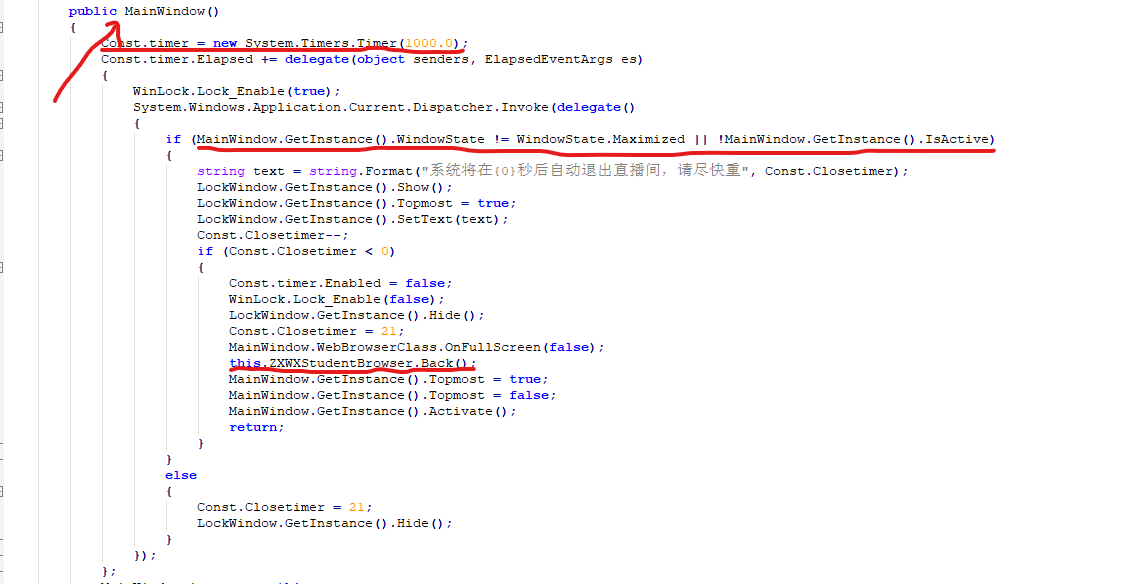 public MainWindow()
{
Const.timer = new System.Timers.Timer(1000.0);
Const.timer.Elapsed += delegate(object senders, ElapsedEventArgs es)
{
WinLock.Lock_Enable(true);
System.Windows.Application.Current.Dispatcher.Invoke(delegate()
{
if (MainWindow.GetInstance().WindowState != WindowState.Maximized || !MainWindow.GetInstance().IsActive)
{
string text = string.Format("系统将在{0}秒后自动退出直播间，请尽快重", Const.Closetimer);
LockWindow.GetInstance().Show();
LockWindow.GetInstance().Topmost = true;
LockWindow.GetInstance().SetText(text);
Const.Closetimer--;
if (Const.Closetimer < 0)
{
Const.timer.Enabled = false;
WinLock.Lock_Enable(false);
LockWindow.GetInstance().Hide();
Const.Closetimer = 21;
MainWindow.WebBrowserClass.OnFullScreen(false);
this.ZXWXStudentBrowser.Back();
MainWindow.GetInstance().Topmost = true;
MainWindow.GetInstance().Topmost = false;
MainWindow.GetInstance().Activate();
return;
}
}
else
{
Const.Closetimer = 21;
LockWindow.GetInstance().Hide();
}
});
};